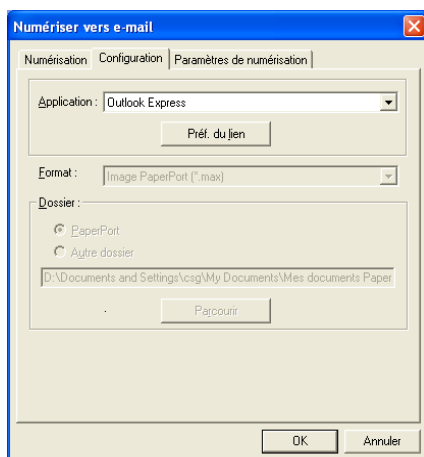 Numériser vers e-mail
Numérisation Configuration Paramètres de numérisation
Application : Outlook Express
Préf. du lien
Format : Image PaperPort (*.max)
Dossier :
PaperPort
Autre dossier
D:\Documents and Settings\csg\My Documents\Mes documents Paper
Parcourir
OK Annuler